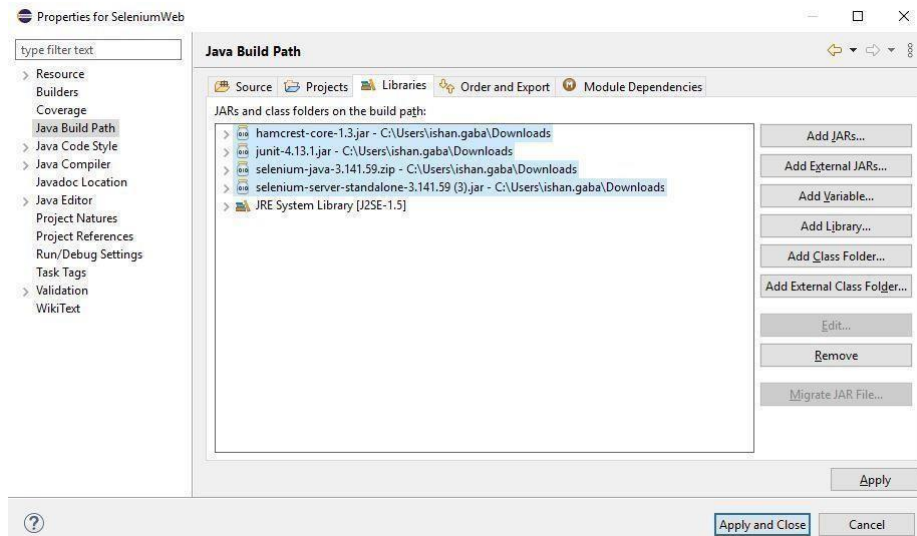 Properties for SeleniumWeb
type filter text
Resource
Builders
Coverage
Java Build Path
Java Code Style
Java Compiler
Javadoc Location
Java Editor
Project Natures
Project References
Run/Debug Settings
Task Tags
Validation
WikiText
Java Build Path
Source Projects Libraries Order and Export Module Dependencies
JARs and class folders on the build path:
hamcrest-core-1.3.jar - C:\Users\ishan.gaba\Downloads
junit-4.13.1.jar - C:\Users\ishan.gaba\Downloads
selenium-java-3.141.59.zip - C:\Users\ishan.gaba\Downloads
selenium-server-standalone-3.141.59 (3).jar - C:\Users\ishan.gaba\Downloads
JRE System Library [J2SE-1.5]
Add JARs...
Add External JARs...
Add Variable...
Add Library...
Add Class Folder...
Add External Class Folder...
Edit...
Remove
Migrate JAR File...
Apply
Apply and Close Cancel